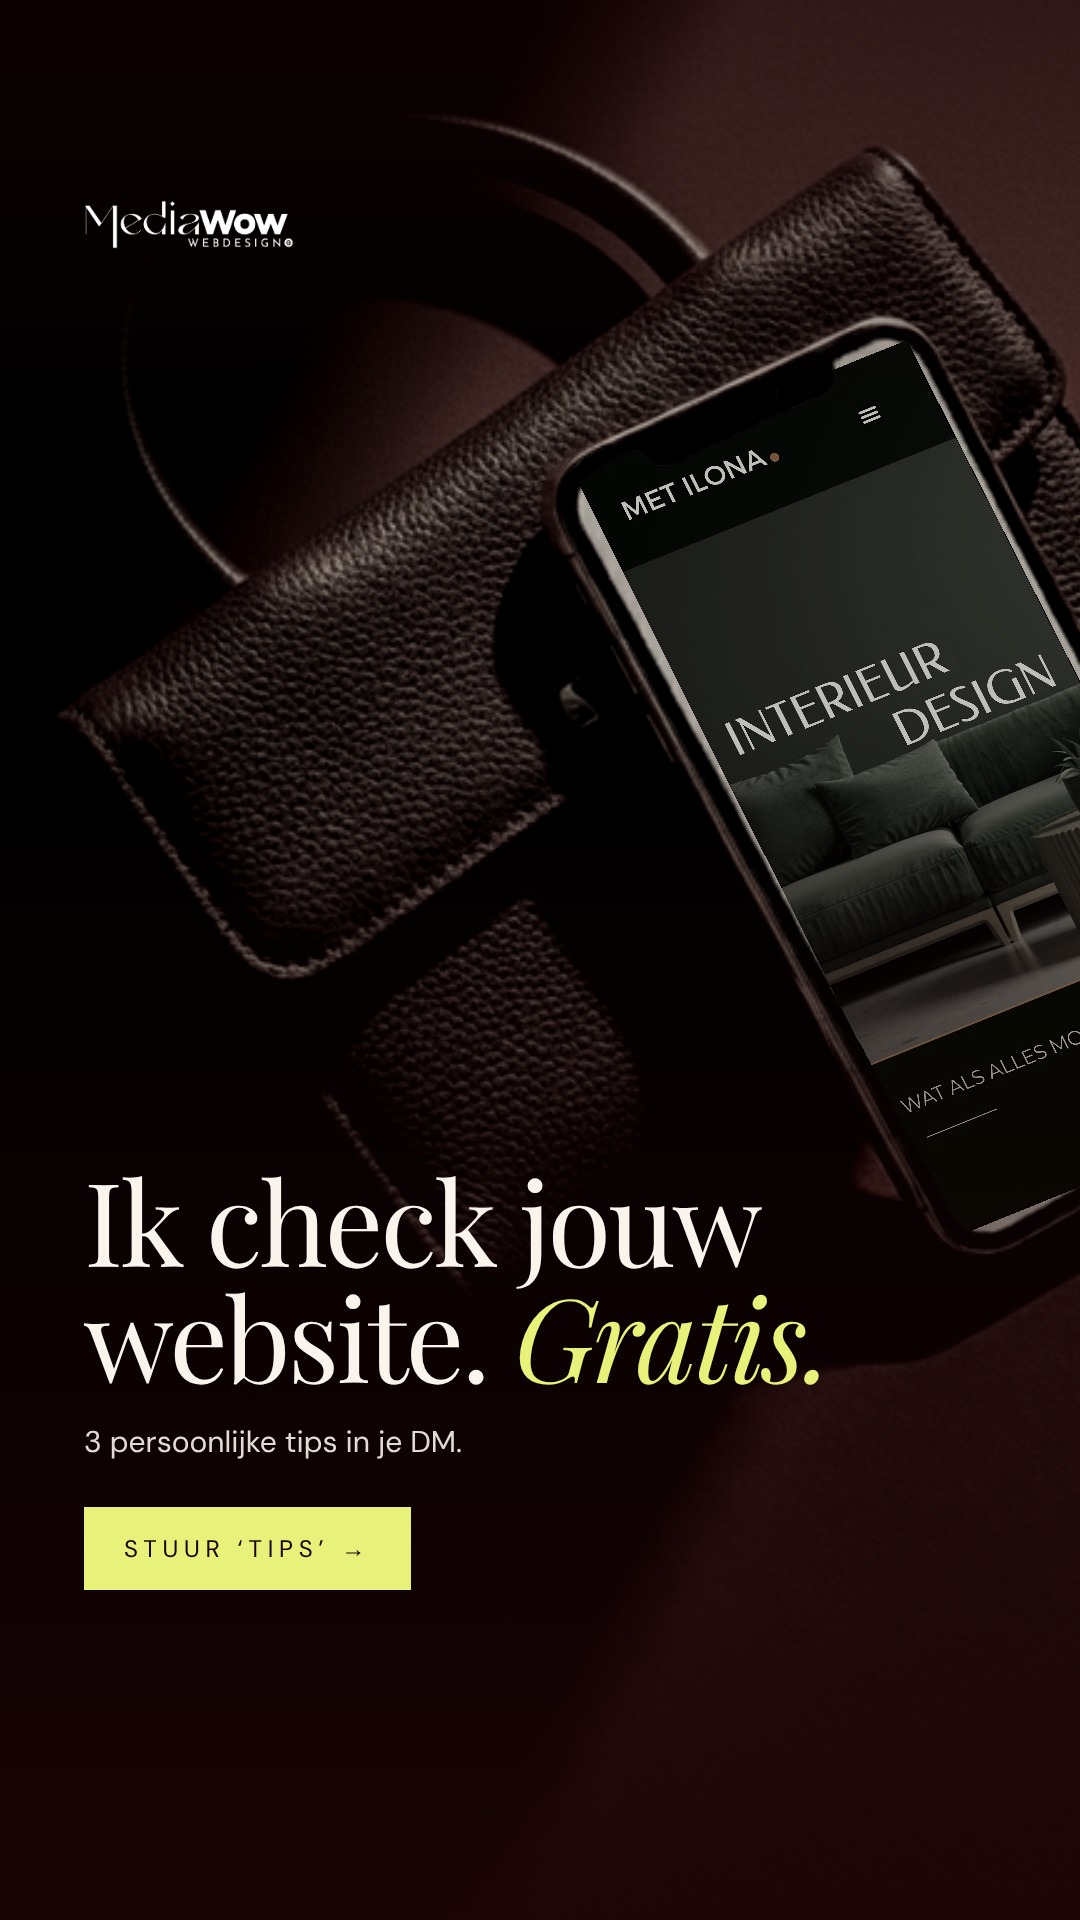 MediaWow
WEBDESIGN
MET ILONA
INTERIEUR
DESIGN
WAT ALS ALLES
Ik check jouw
website. Gratis.
3 persoonlijke tips in je DM.
STUUR ‘TIPS’ →